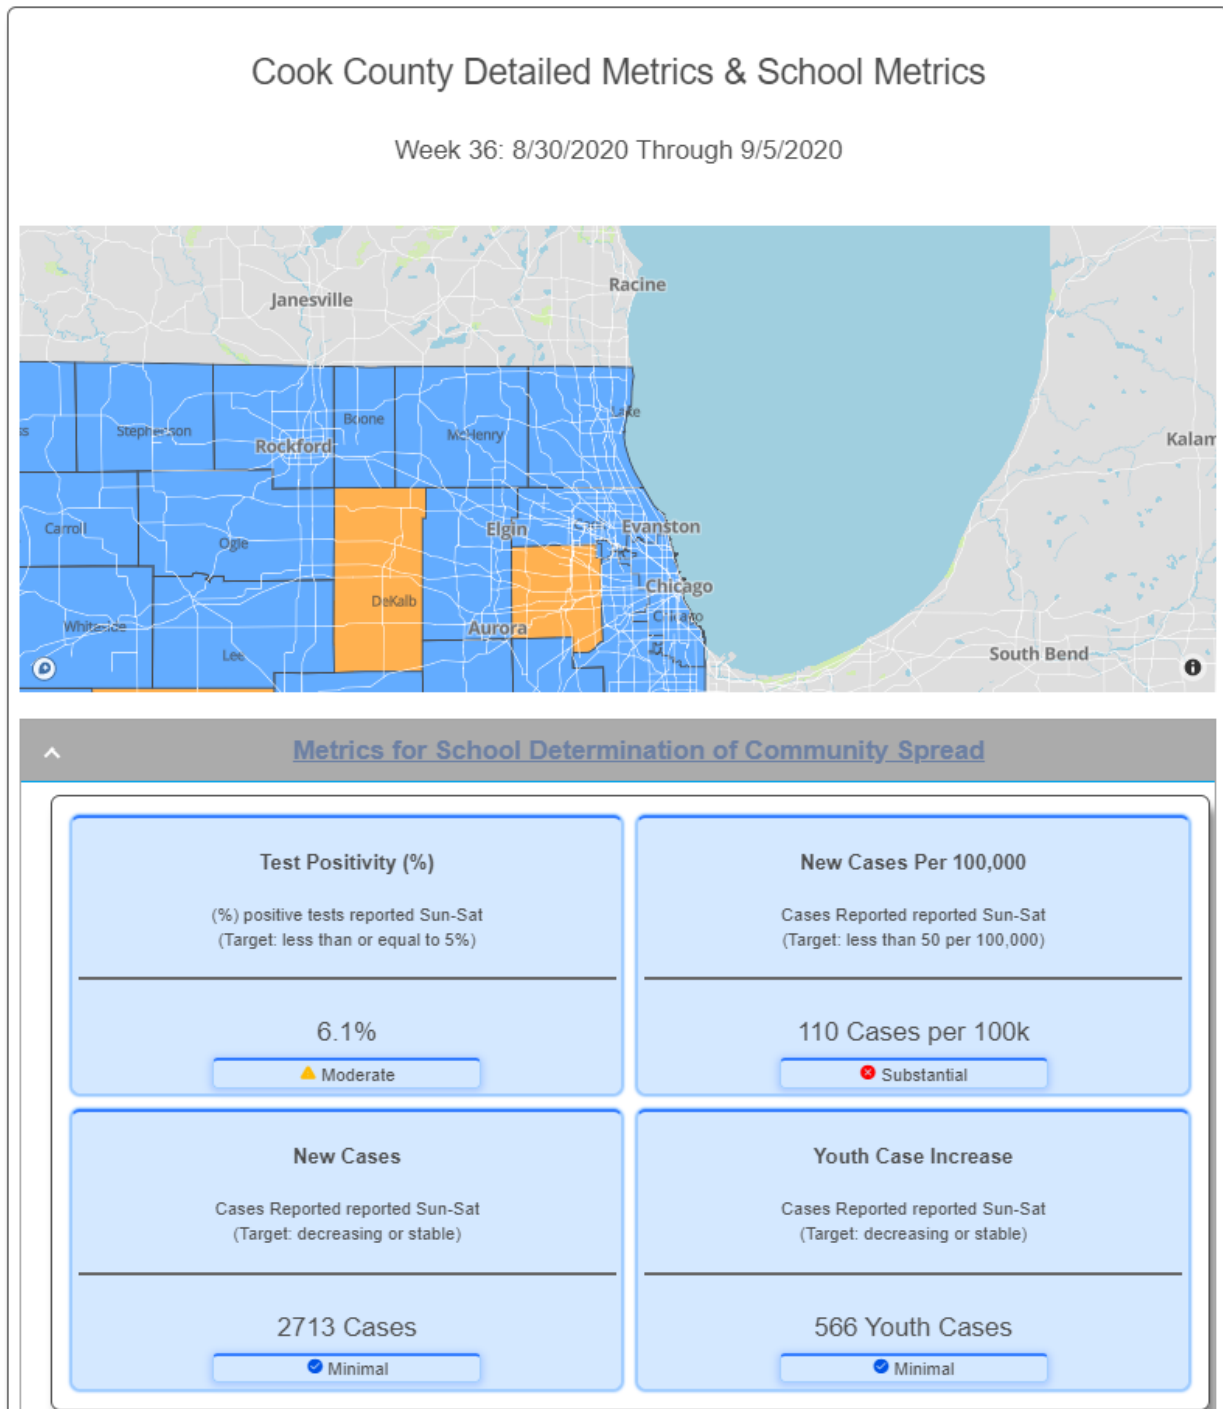 Cook County Detailed Metrics & School Metrics
Week 36: 8/30/2020 Through 9/5/2020
Racine
Janesville
Lake
Boone
Stephenson
McHenry
Rockford
Kalam
Carroll
Elgin
Evanston
Ogle
Chicago
DeKalb
Chicago
Whiteside
Aurora
Lee
South Bend
Metrics for School Determination of Community Spread
Test Positivity (%)
(%) positive tests reported Sun-Sat
(Target: less than or equal to 5%)
6.1%
Moderate
New Cases Per 100,000
Cases Reported reported Sun-Sat
(Target: less than 50 per 100,000)
110 Cases per 100k
Substantial
New Cases
Cases Reported reported Sun-Sat
(Target: decreasing or stable)
2713 Cases
Minimal
Youth Case Increase
Cases Reported reported Sun-Sat
(Target: decreasing or stable)
566 Youth Cases
Minimal